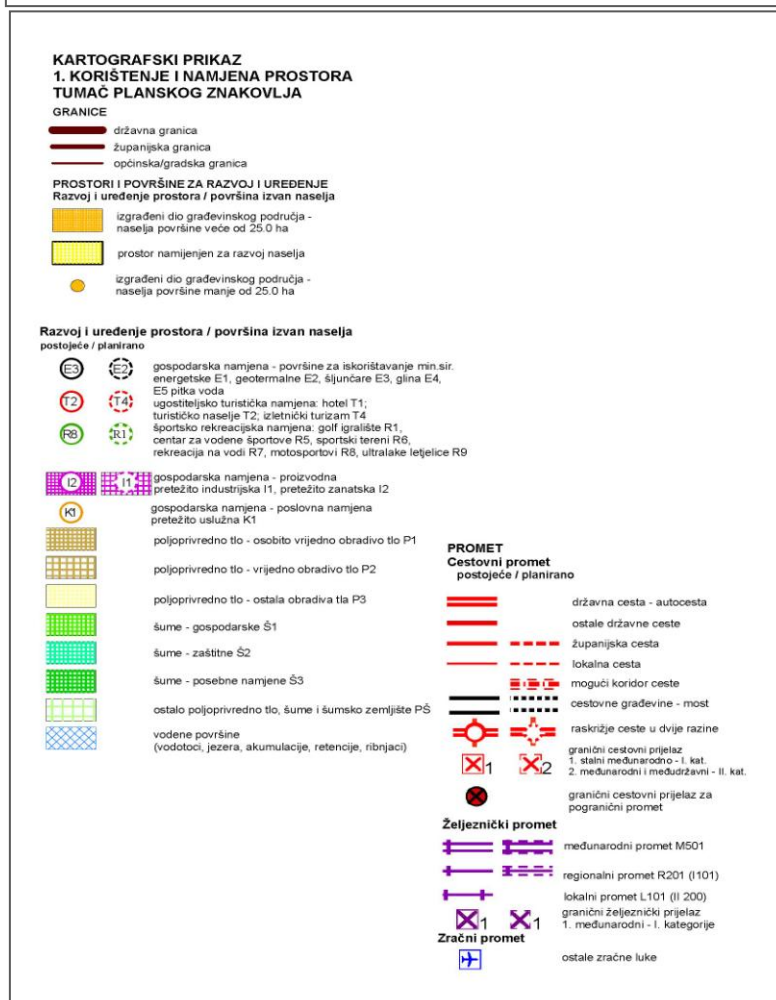 KARTOGRAFSKI PRIKAZ
1. KORIŠTENJE I NAMJENA PROSTORA
TUMAČ PLANSKOG ZNAKOVLJA
GRANICE
državna granica
županijska granica
općinska/gradska granica
PROSTORI I POVRŠINE ZA RAZVOJ I UREĐENJE
Razvoj i uređenje prostora / površina izvan naselja
izgrađeni dio građevinskog područja -
naselja površine veće od 25.0 ha
prostor namijenjen za razvoj naselja
izgrađeni dio građevinskog područja -
naselja površine manje od 25.0 ha
Razvoj i uređenje prostora / površina izvan naselja
postojeće / planirano
E3 E2 gospodarska namjena - površine za iskorištavanje min.sir.
energetske E1, geotermalne E2, šljunčare E3, glina E4,
E5 pitka voda
T2 T4 ugostiteljsko turistička namjena: hotel T1;
turističko naselje T2; izletnički turizam T4
R8 R1 športsko rekreacijska namjena: golf igralište R1,
centar za vodene športove R5, sportski tereni R6,
rekreacija na vodi R7, motosportovi R8, ultralake letjelice R9
I2 I1 gospodarska namjena - proizvodna
pretežito industrijska I1, pretežito zanatska I2
K1 gospodarska namjena - poslovna namjena
pretežito uslužna K1
poljoprivredno tlo - osobito vrijedno obradivo tlo P1
poljoprivredno tlo - vrijedno obradivo tlo P2
poljoprivredno tlo - ostala obradiva tla P3
šume - gospodarske Š1
šume - zaštitne Š2
šume - posebne namjene Š3
ostalo poljoprivredno tlo, šume i šumsko zemljište PŠ
vodene površine
(vodotoci, jezera, akumulacije, retencije, ribnjaci)
PROMET
Cestovni promet
postojeće / planirano
državna cesta - autocesta
ostale državne ceste
županijska cesta
lokalna cesta
mogući koridor ceste
cestovne građevine - most
raskrižje ceste u dvije razine
granični cestovni prijelaz
1 2 1. stalni međunarodno - I. kat.
2. međunarodni i međudržavni - II. kat.
granični cestovni prijelaz za
pogranični promet
Željeznički promet
međunarodni promet M501
regionalni promet R201 (I101)
lokalni promet L101 (II 200)
granični željeznički prijelaz
1 1 1. međunarodni - I. kategorije
Zračni promet
ostale zračne luke